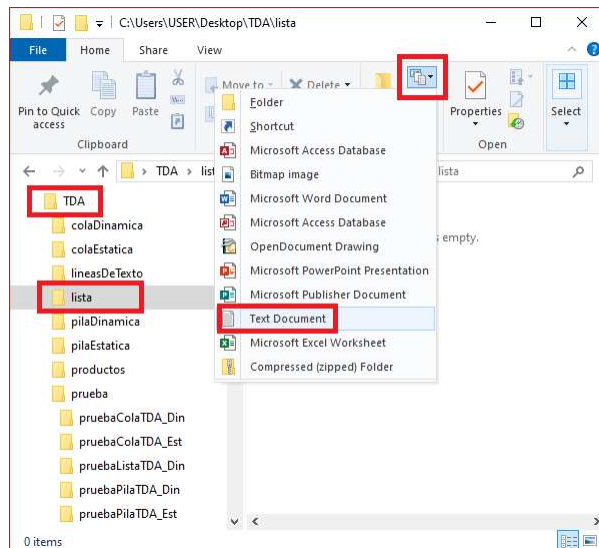 C:\Users\USER\Desktop\TDA\lista
File Home Share View
Pin to Quick access
Copy
Paste
Move to
Delete
Properties
Select
Clipboard
Open
TDA
lista
TDA
colaDinamica
colaEstatica
lineasDeTexto
lista
pilaDinamica
pilaEstatica
productos
prueba
pruebaColaTDA_Din
pruebaColaTDA_Est
pruebaListaTDA_Din
pruebaPilaTDA_Din
pruebaPilaTDA_Est
Folder
Shortcut
Microsoft Access Database
Bitmap image
Microsoft Word Document
Microsoft Access Database
OpenDocument Drawing
Microsoft PowerPoint Presentation
Microsoft Publisher Document
Text Document
Microsoft Excel Worksheet
Compressed (zipped) Folder
empty.
0 items